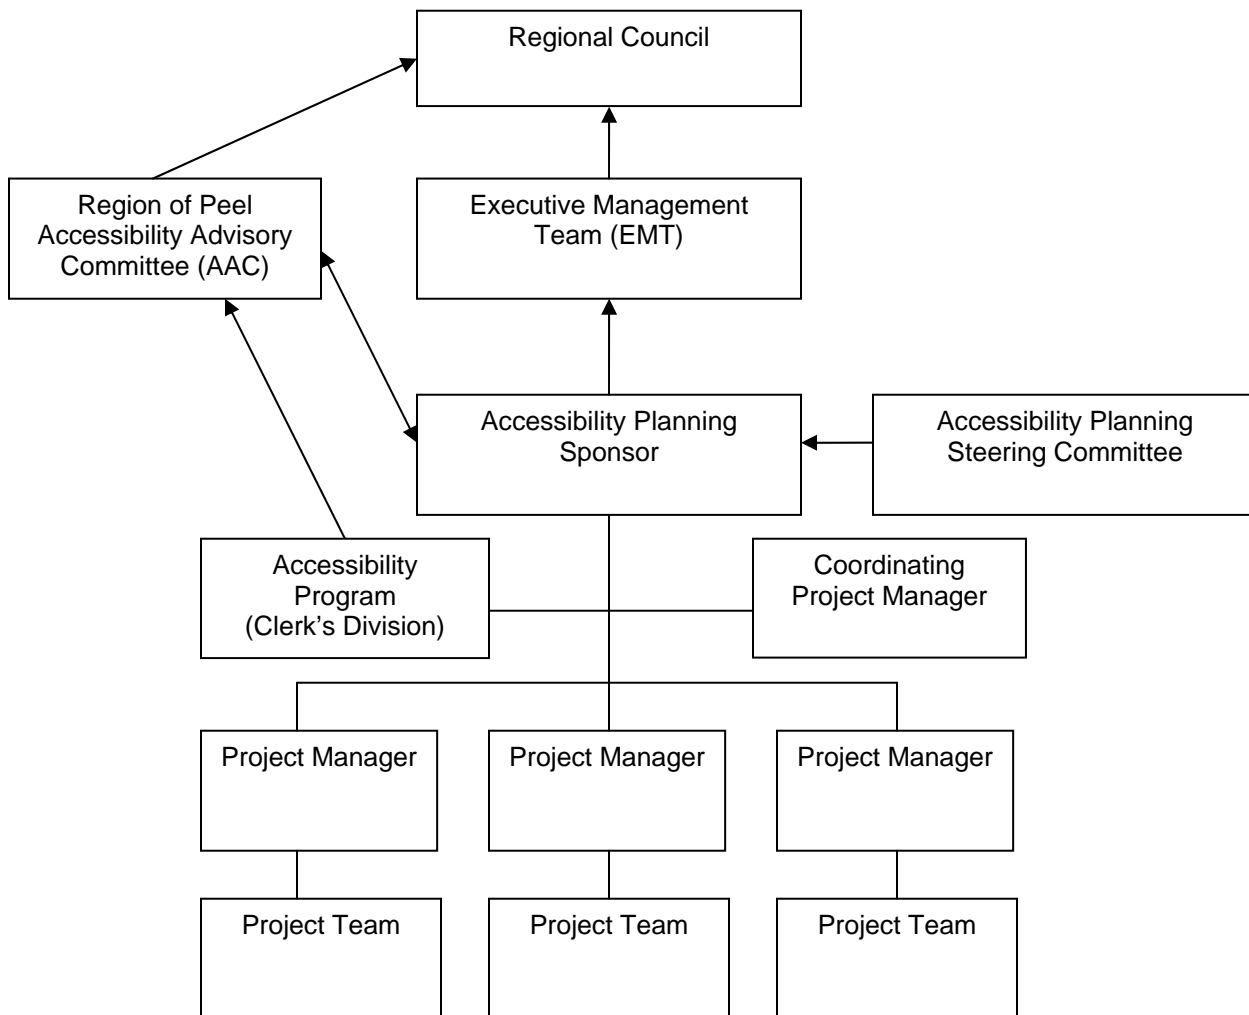 Regional Council
Region of Peel
Accessibility Advisory
Committee (AAC)
Executive Management
Team (EMT)
Accessibility Planning
Sponsor
Accessibility Planning
Steering Committee
Accessibility
Program
(Clerk's Division)
Coordinating
Project Manager
Project Manager
Project Manager
Project Manager
Project Team
Project Team
Project Team